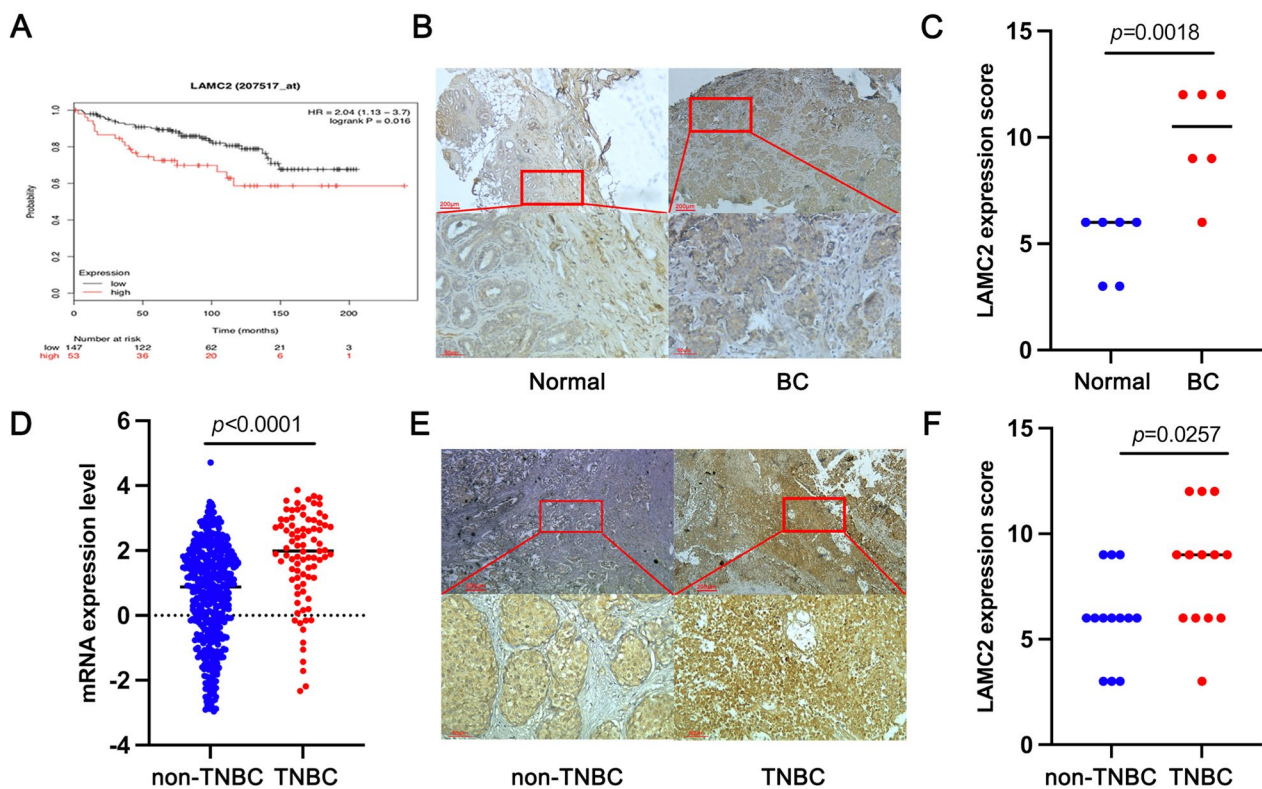 A
LAMC2 (207517_at)
HR = 2.04 (1.13 − 3.7)
logrank P = 0.016
Probability
1.0
0.8
0.6
0.4
0.2
0.0
Expression
low
high
0 50 100 150 200
Time (months)
Number at risk
low 147 122 62 21 3
high 53 36 20 6 1
B
200μm
200μm
Normal
BC
C
p=0.0018
LAMC2 expression score
15
10
5
0
Normal
BC
D
p<0.0001
mRNA expression level
6
4
2
0
-2
-4
non-TNBC
TNBC
E
non-TNBC
TNBC
F
p=0.0257
LAMC2 expression score
15
10
5
0
non-TNBC
TNBC